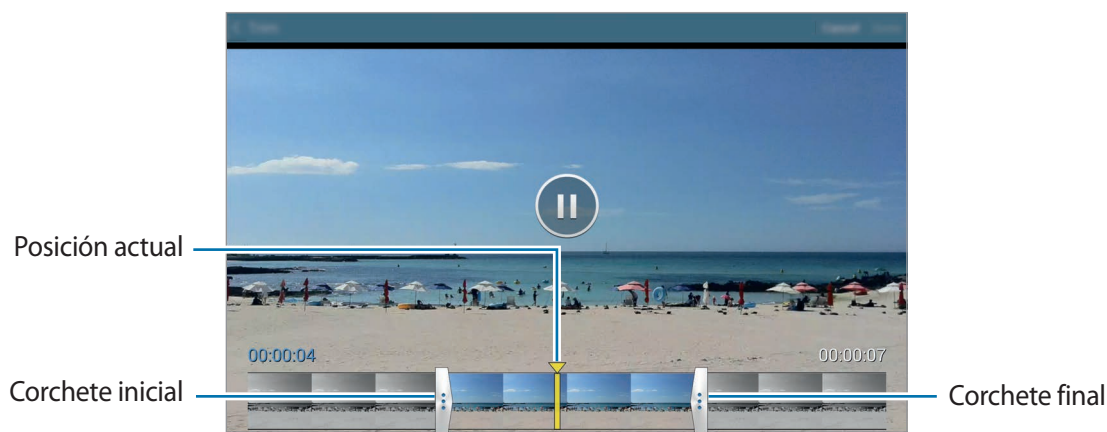 Posición actual
00:00:04
00:00:07
Corchete inicial
Corchete final